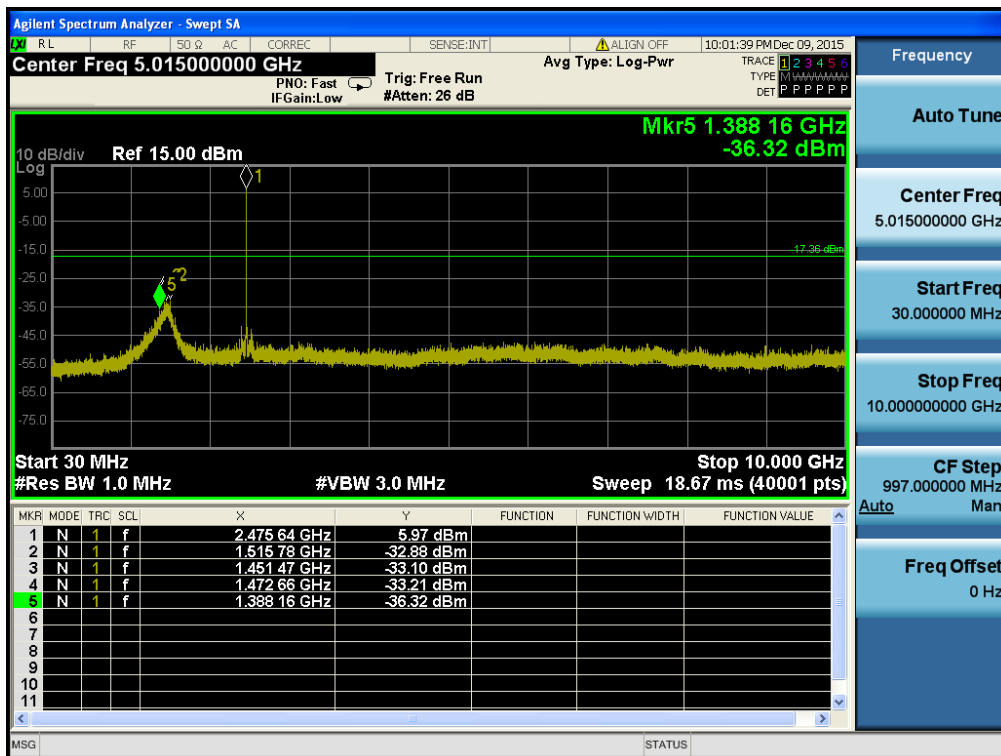 Agilent Spectrum Analyzer - Swept SA
LXI RL RF 50 Ω AC CORREC SENSE:INT ALIGN OFF 10:01:39 PM Dec 09, 2015
Center Freq 5.015000000 GHz
PNO: Fast
IFGain:Low
Trig: Free Run
#Atten: 26 dB
Avg Type: Log-Pwr
TRACE 1 2 3 4 5 6
TYPE M
DET P P P P P P
Mkr5 1.388 16 GHz
-36.32 dBm
10 dB/div Ref 15.00 dBm
Log
1
5.00
-5.00
-15.0
-17.36 dBm
-25.0
5 2
-35.0
-45.0
-55.0
-65.0
-75.0
Start 30 MHz Stop 10.000 GHz
#Res BW 1.0 MHz #VBW 3.0 MHz Sweep 18.67 ms (40001 pts)
MKR MODE TRC SCL X Y FUNCTION FUNCTION WIDTH FUNCTION VALUE
1 N 1 f 2.475 64 GHz 5.97 dBm
2 N 1 f 1.515 78 GHz -32.88 dBm
3 N 1 f 1.451 47 GHz -33.10 dBm
4 N 1 f 1.472 66 GHz -33.21 dBm
5 N 1 f 1.388 16 GHz -36.32 dBm
6
7
8
9
10
11
MSG STATUS
Frequency
Auto Tune
Center Freq
5.015000000 GHz
Start Freq
30.000000 MHz
Stop Freq
10.000000000 GHz
CF Step
997.000000 MHz
Auto Man
Freq Offset
0 Hz